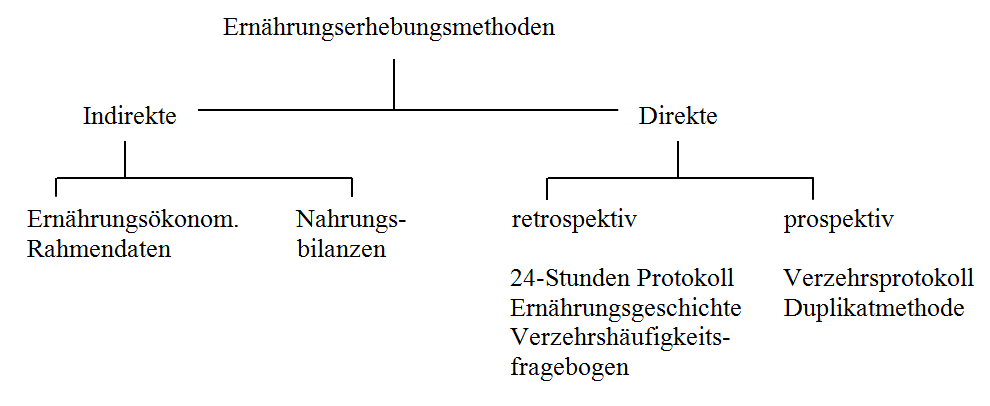 Ernährungserhebungsmethoden
Indirekte
Direkte
Ernährungsökonom.
Rahmendaten
Nahrungs-
bilanzen
retrospektiv
24-Stunden Protokoll
Ernährungsgeschichte
Verzehrshäufigkeits-
fragebogen
prospektiv
Verzehrsprotokoll
Duplikatmethode